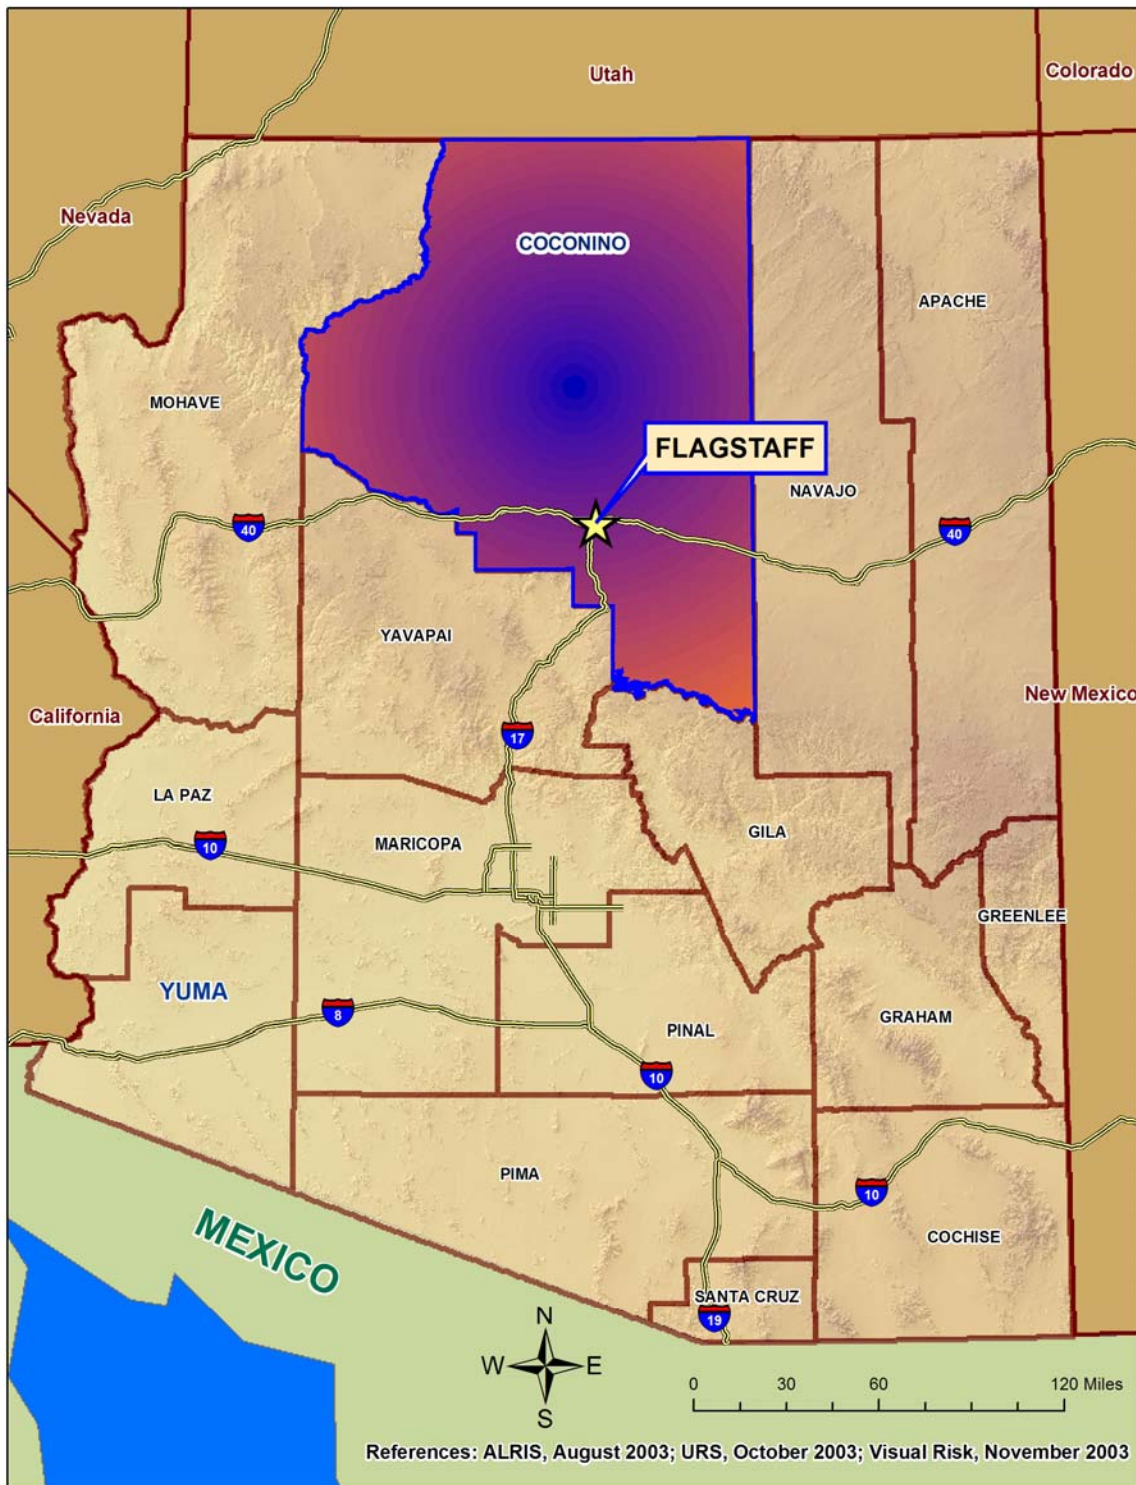 Utah
Colorado
Nevada
COCONINO
APACHE
MOHAVE
FLAGSTAFF
NAVAJO
40
40
YAVAPAI
California
New Mexico
17
LA PAZ
GILA
MARICOPA
10
GREENLEE
YUMA
8
GRAHAM
PINAL
10
PIMA
10
MEXICO
COCHISE
SANTA CRUZ
19
N
W E
S
0 30 60 120 Miles
References: ALRIS, August 2003; URS, October 2003; Visual Risk, November 2003